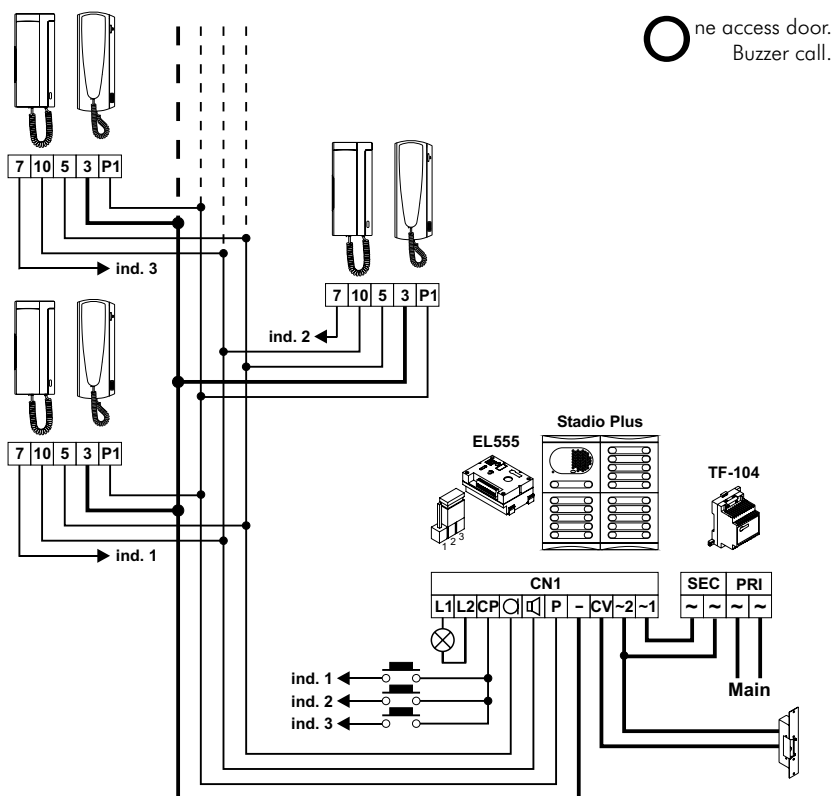 One access door.
Buzzer call.
7 10 5 3 P1
ind. 3
7 10 5 3 P1
ind. 2
7 10 5 3 P1
ind. 1
Stadio Plus
EL555
TF-104
1 2 3
CN1
SEC PRI
L1 L2 CP P – CV ~2 ~1 ~ ~ ~ ~
ind. 1
ind. 2
ind. 3
Main